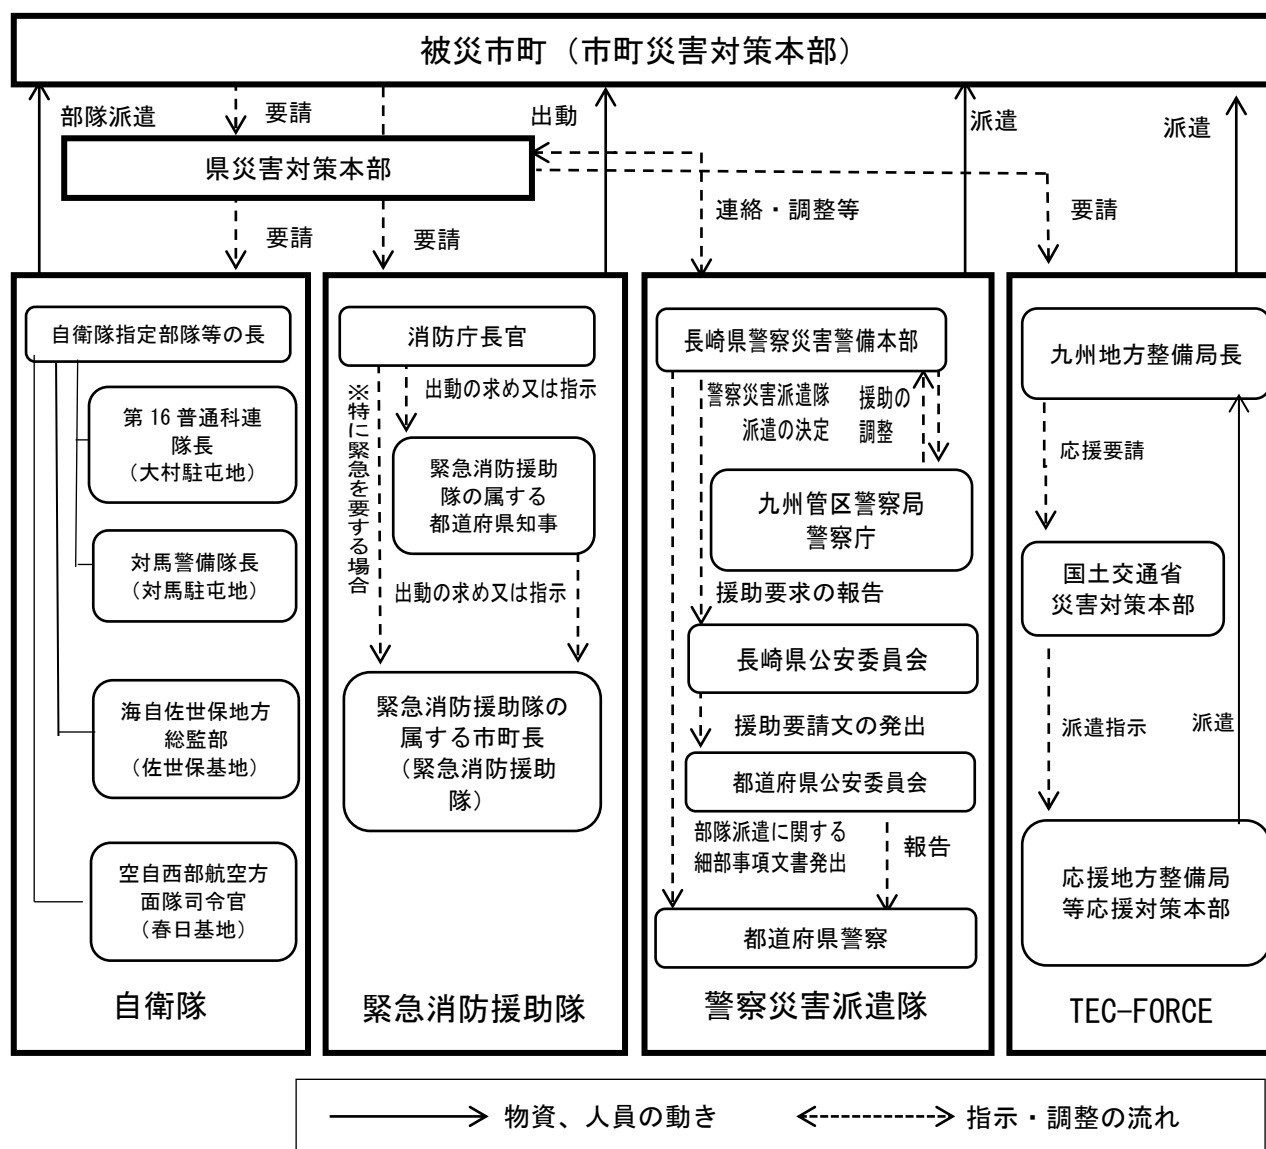 被災市町（市町災害対策本部）
部隊派遣
要請
出動
派遣
派遣
県災害対策本部
連絡・調整等
要請
要請
要請
自衛隊指定部隊等の長
第 16 普通科連
隊長
（大村駐屯地）
対馬警備隊長
（対馬駐屯地）
海自佐世保地方
総監部
（佐世保基地）
空自西部航空方
面隊司令官
（春日基地）
自衛隊
消防庁長官
出動の求め又は指示
※特に緊急を要する場合
緊急消防援助
隊の属する
都道府県知事
出動の求め又は指示
緊急消防援助隊の
属する市町長
（緊急消防援助
隊）
緊急消防援助隊
長崎県警察災害警備本部
警察災害派遣隊
派遣の決定
援助の
調整
九州管区警察局
警察庁
援助要求の報告
長崎県公安委員会
援助要請文の発出
都道府県公安委員会
部隊派遣に関する
細部事項文書発出
報告
都道府県警察
警察災害派遣隊
九州地方整備局長
応援要請
国土交通省
災害対策本部
派遣指示
派遣
応援地方整備局
等応援対策本部
TEC-FORCE
物資、人員の動き
指示・調整の流れ